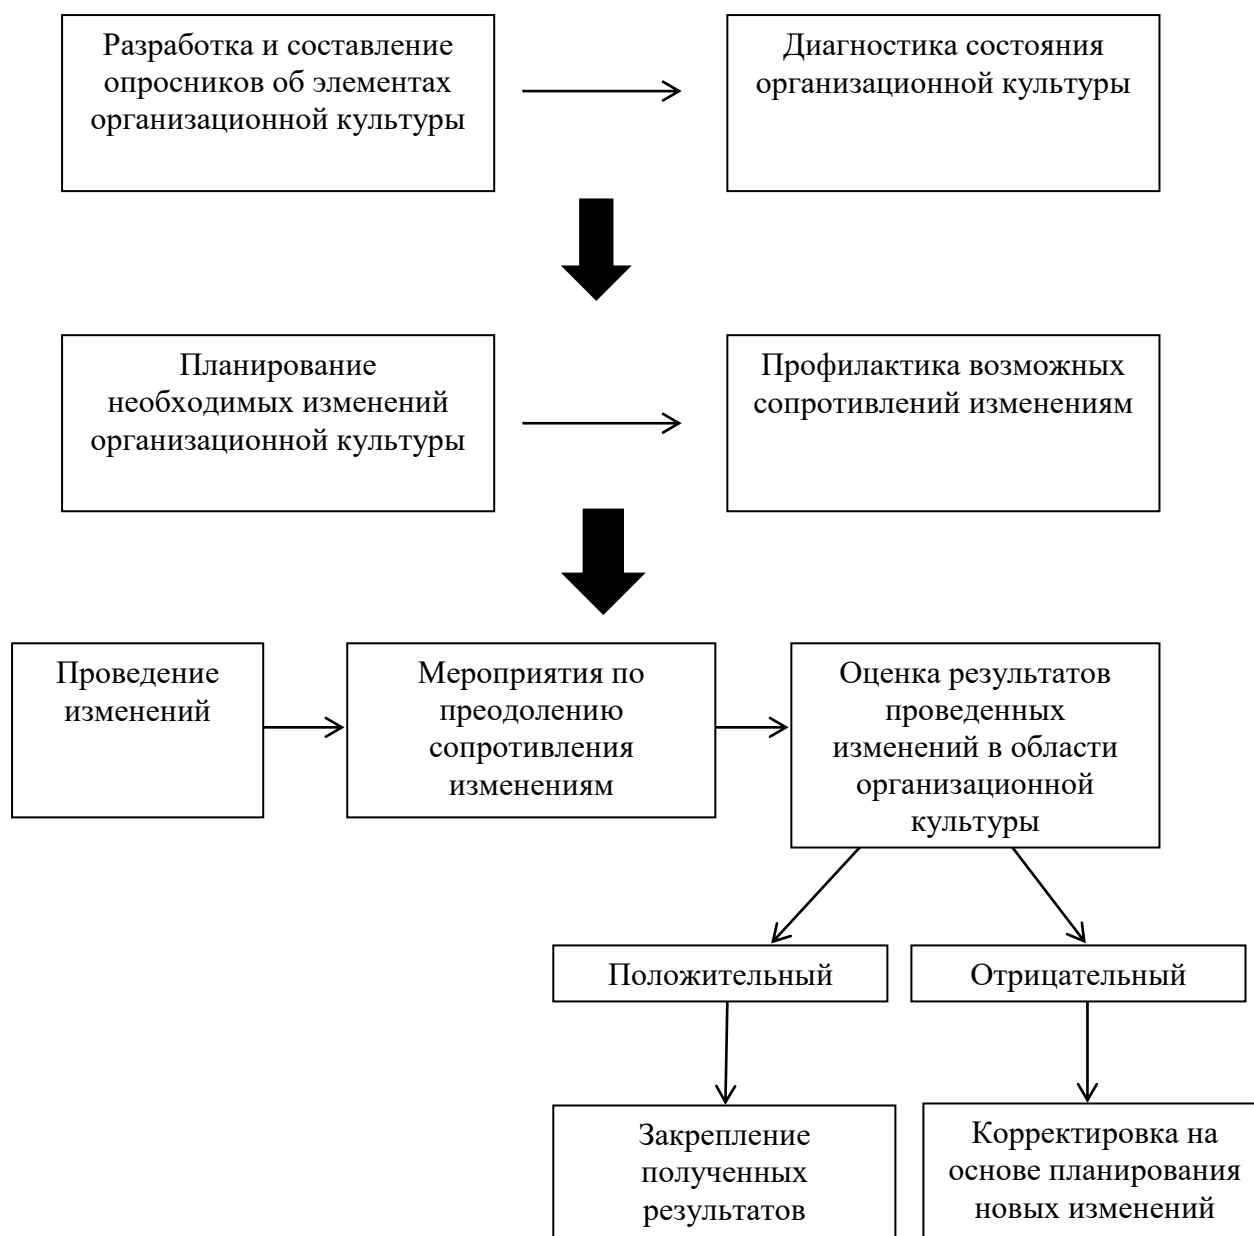 Разработка и составление
опросников об элементах
организационной культуры
Диагностика состояния
организационной культуры
Планирование
необходимых изменений
организационной культуры
Профилактика возможных
сопротивлений изменениям
Проведение
изменений
Мероприятия по
преодолению
сопротивления
изменениям
Оценка результатов
проведенных
изменений в области
организационной
культуры
Положительный
Отрицательный
Закрепление
полученных
результатов
Корректировка на
основе планирования
новых изменений